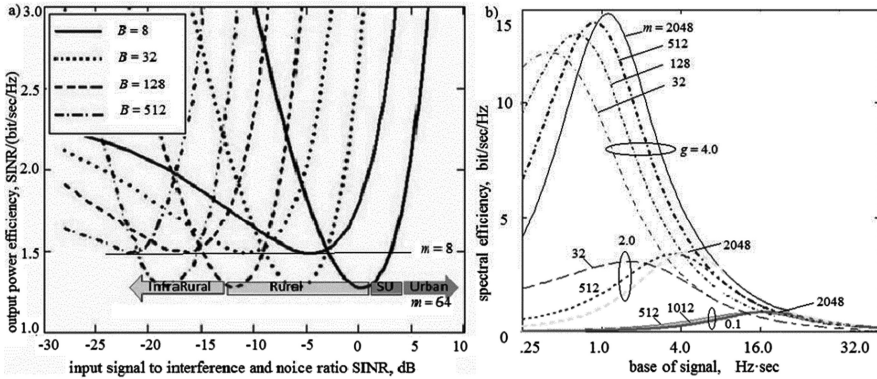 a)
output power efficiency, SINR/(bit/sec/Hz)
3.0
2.5
2.0
1.5
1.0
B = 8
B = 32
B = 128
B = 512
m = 8
InfraRural
Rural
SU
Urban
m = 64
-30 -25 -20 -15 -10 -5 0 5 10
input signal to interference and noise ratio SINR, dB
b)
spectral efficiency, bit/sec/Hz
15
10
5
0
m = 2048
512
128
32
g = 4.0
2.0
32
2048
512
512
1012
0.1
2048
.25 1.0 4.0 16.0 32.0
base of signal, Hz·sec